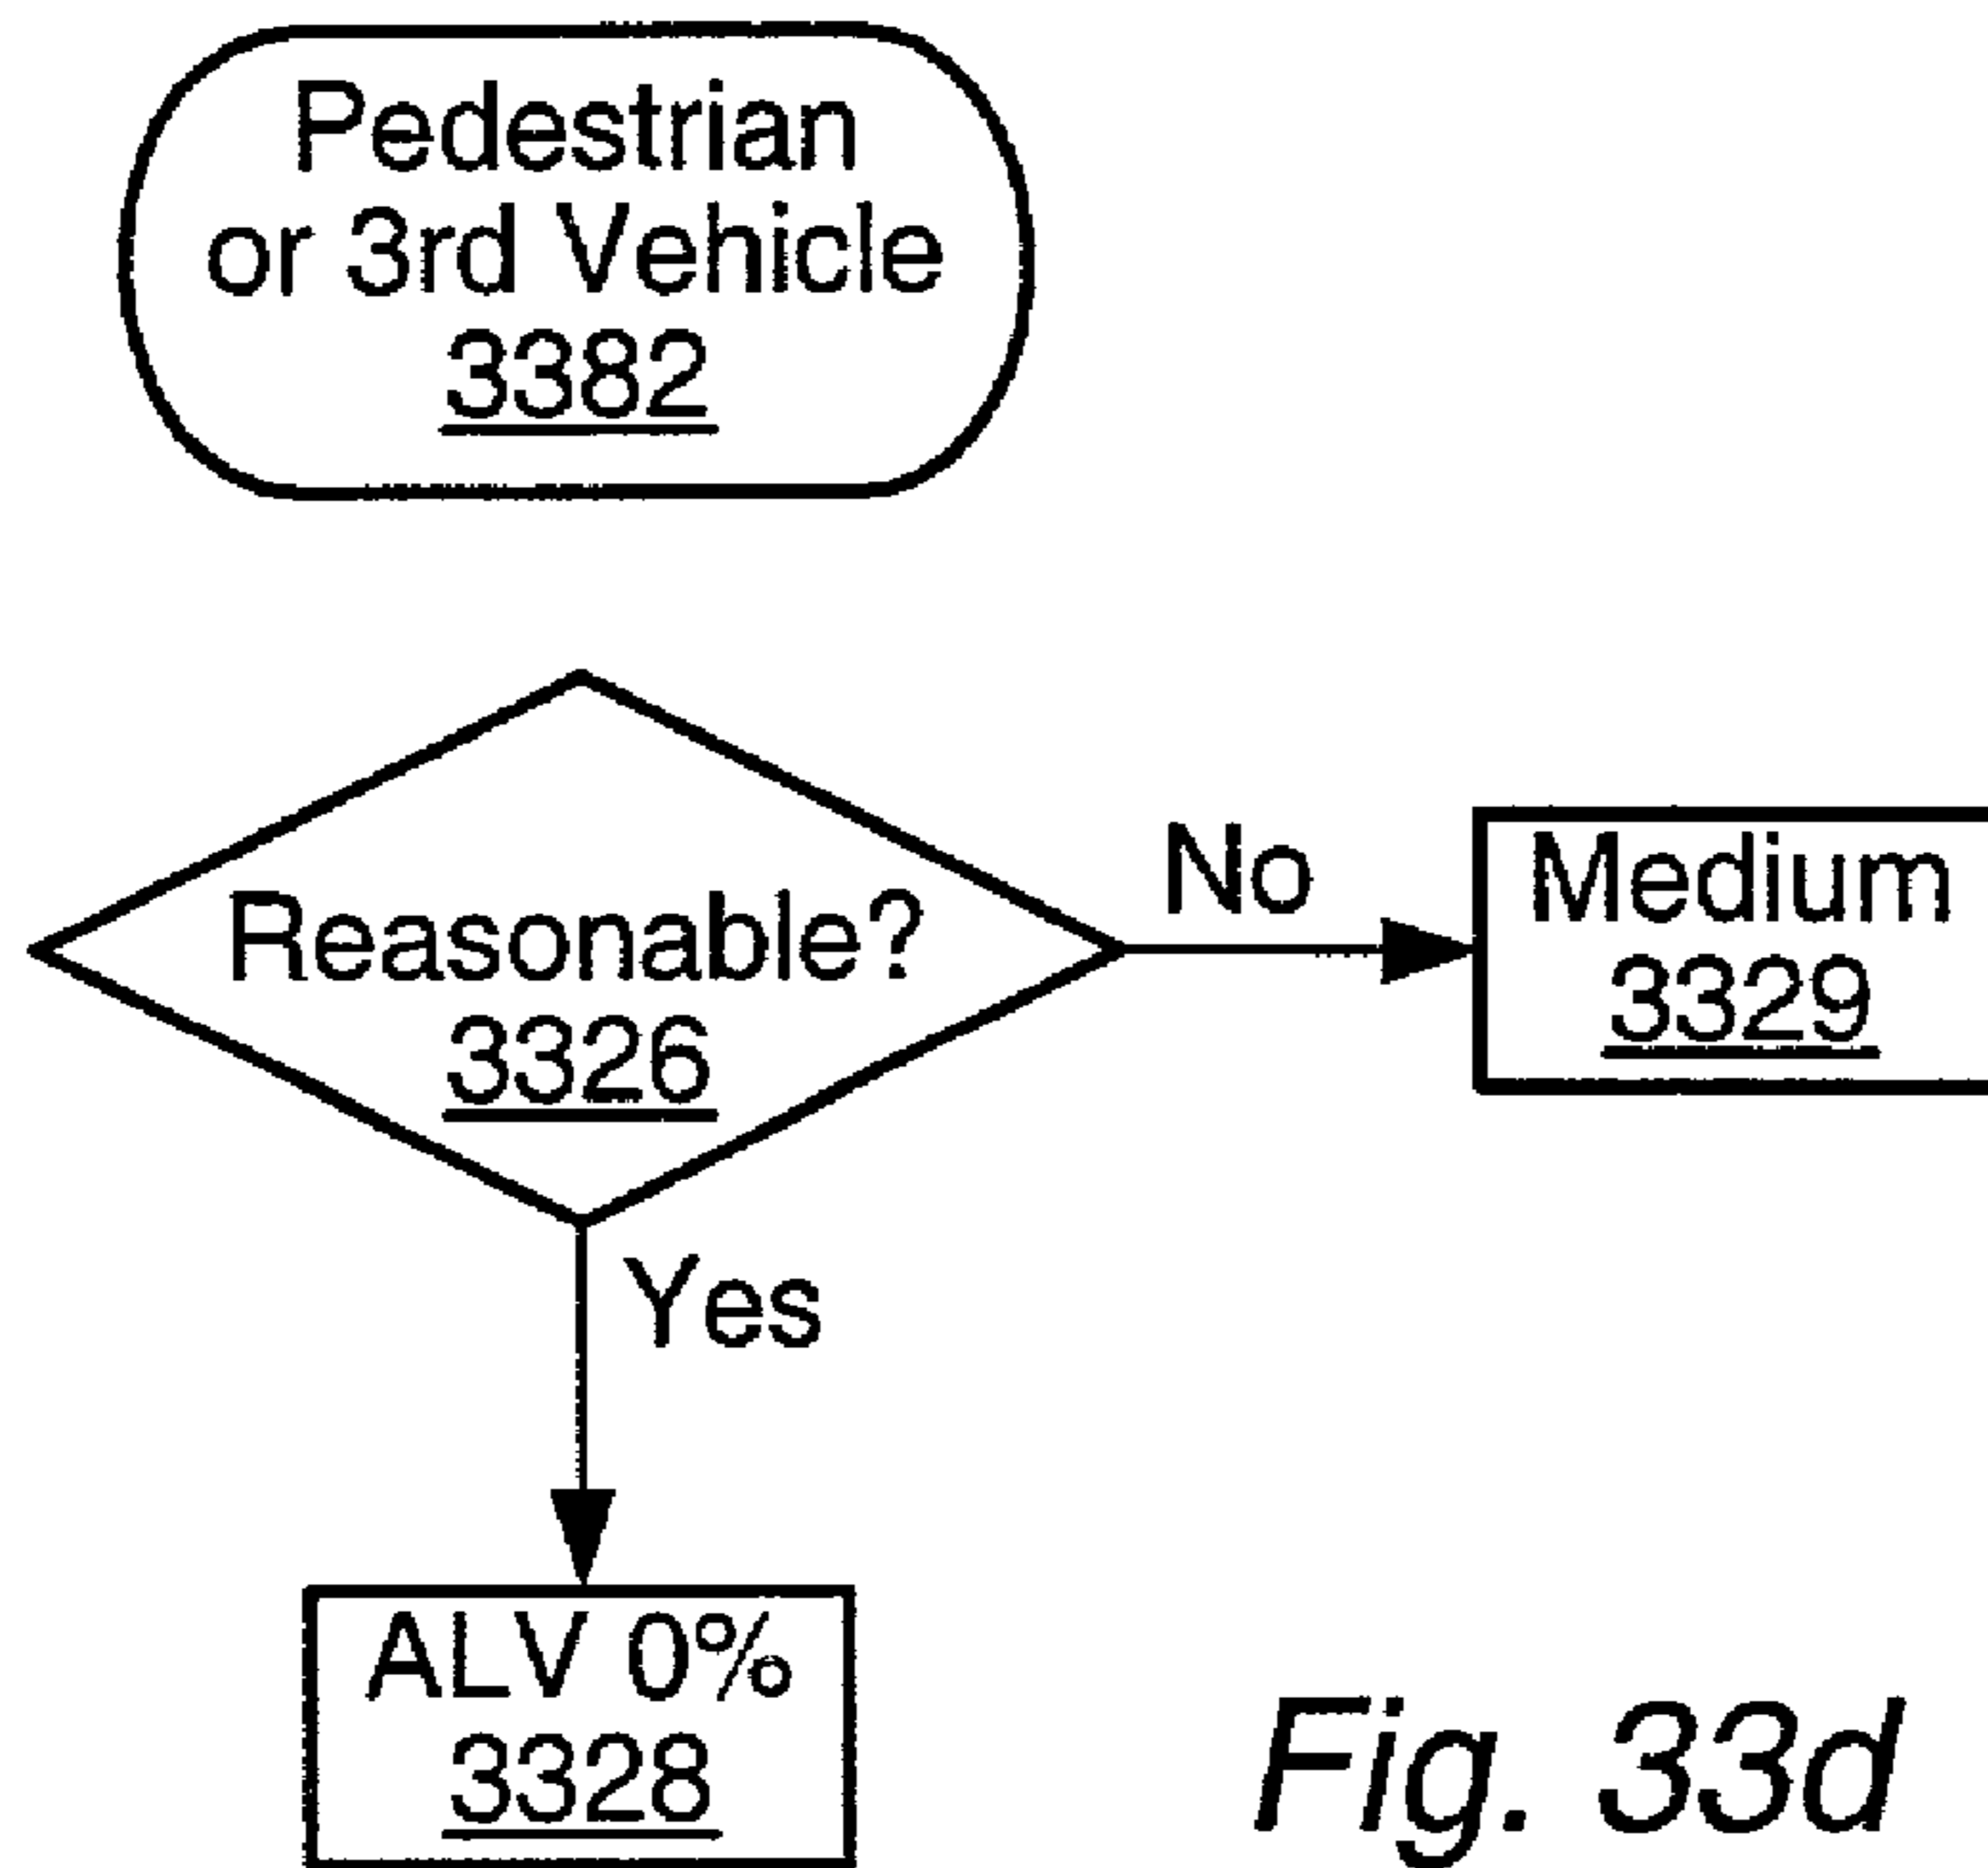 Pedestrian
or 3rd Vehicle
3382
Reasonable?
3326
No
Medium
3329
Yes
ALV 0%
3328
Fig. 33d